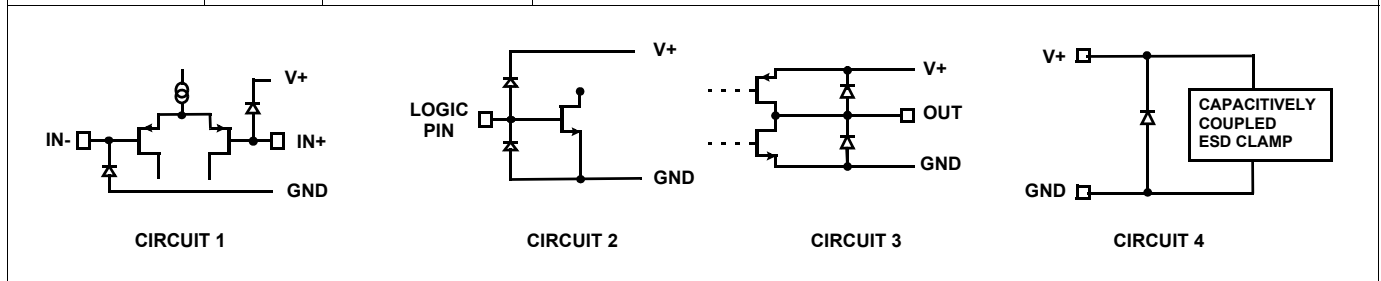 V+
IN-
IN+
GND
CIRCUIT 1
V+
LOGIC
PIN
GND
CIRCUIT 2
V+
OUT
GND
CIRCUIT 3
V+
CAPACITIVELY
COUPLED
ESD CLAMP
GND
CIRCUIT 4